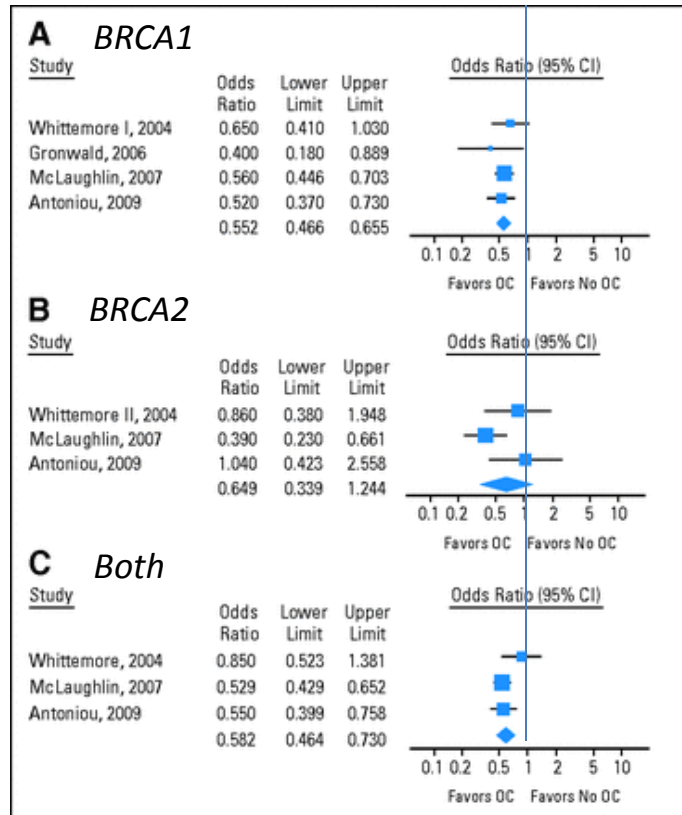 A BRCA1
Study Odds Ratio (95% CI)
Odds Lower Upper
Ratio Limit Limit
Whittemore I, 2004 0.650 0.410 1.030
Gronwald, 2006 0.400 0.180 0.889
McLaughlin, 2007 0.560 0.446 0.703
Antoniou, 2009 0.520 0.370 0.730
0.552 0.466 0.655
0.1 0.2 0.5 1 2 5 10
Favors OC Favors No OC
B BRCA2
Study Odds Ratio (95% CI)
Odds Lower Upper
Ratio Limit Limit
Whittemore II, 2004 0.860 0.380 1.948
McLaughlin, 2007 0.390 0.230 0.661
Antoniou, 2009 1.040 0.423 2.558
0.649 0.339 1.244
0.1 0.2 0.5 1 2 5 10
Favors OC Favors No OC
C Both
Study Odds Ratio (95% CI)
Odds Lower Upper
Ratio Limit Limit
Whittemore, 2004 0.850 0.523 1.381
McLaughlin, 2007 0.529 0.429 0.652
Antoniou, 2009 0.550 0.399 0.758
0.582 0.464 0.730
0.1 0.2 0.5 1 2 5 10
Favors OC Favors No OC